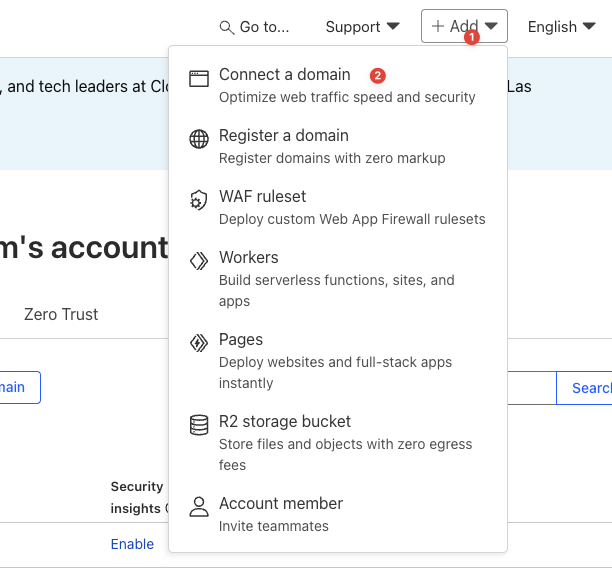 Go to...
Support
+ Add
English
1
, and tech leaders at Clo
Las
Connect a domain
2
Optimize web traffic speed and security
Register a domain
Register domains with zero markup
WAF ruleset
Deploy custom Web App Firewall rulesets
m's account
Workers
Build serverless functions, sites, and
apps
Zero Trust
Pages
Deploy websites and full-stack apps
instantly
main
Search
R2 storage bucket
Store files and objects with zero egress
fees
Security
insights
Account member
Invite teammates
Enable